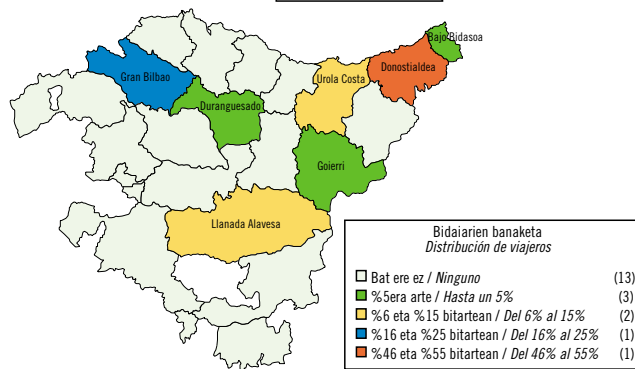 Bajo Bidasoa
Gran Bilbao
Urola Costa
Donostialdea
Duranguesado
Goierri
Llanada Alavesa
Bidaiarien banaketa
Distribución de viajeros
Bat ere ez / Ninguno (13)
%5era arte / Hasta un 5% (3)
%6 eta %15 bitartean / Del 6% al 15% (2)
%16 eta %25 bitartean / Del 16% al 25% (1)
%46 eta %55 bitartean / Del 46% al 55% (1)